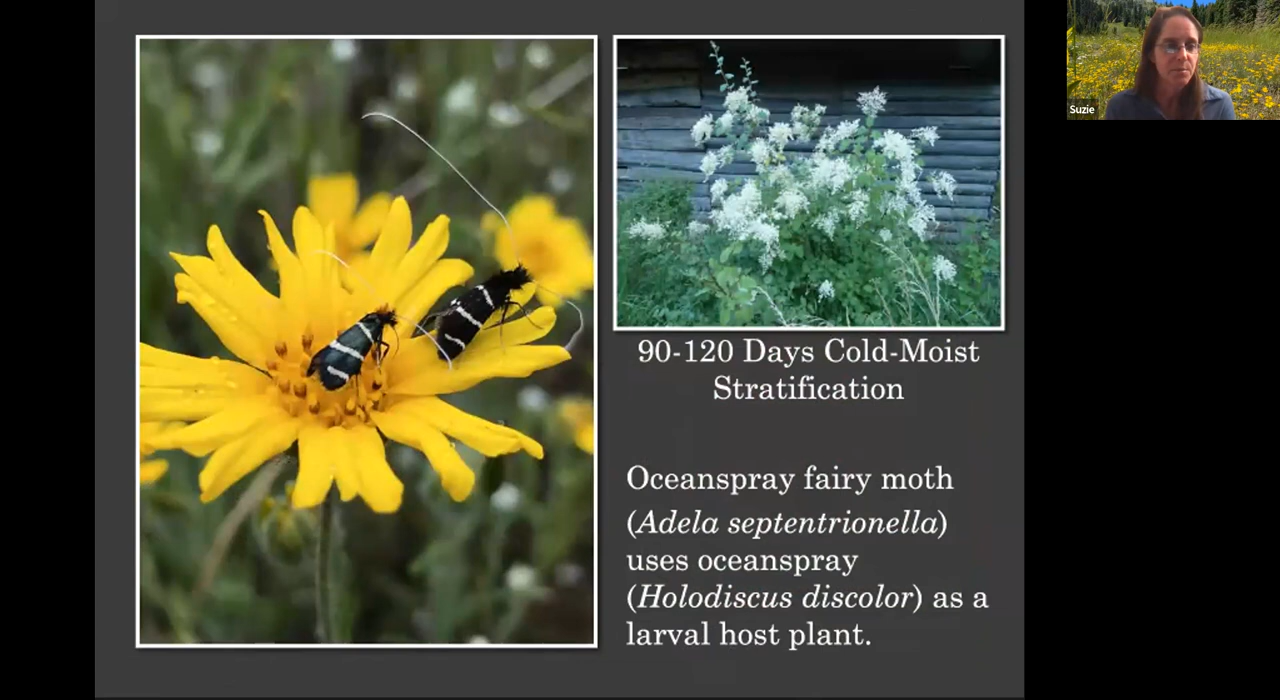 Suzie
90-120 Days Cold-Moist
Stratification
Oceanspray fairy moth
(Adela septentrionella)
uses oceanspray
(Holodiscus discolor) as a
larval host plant.